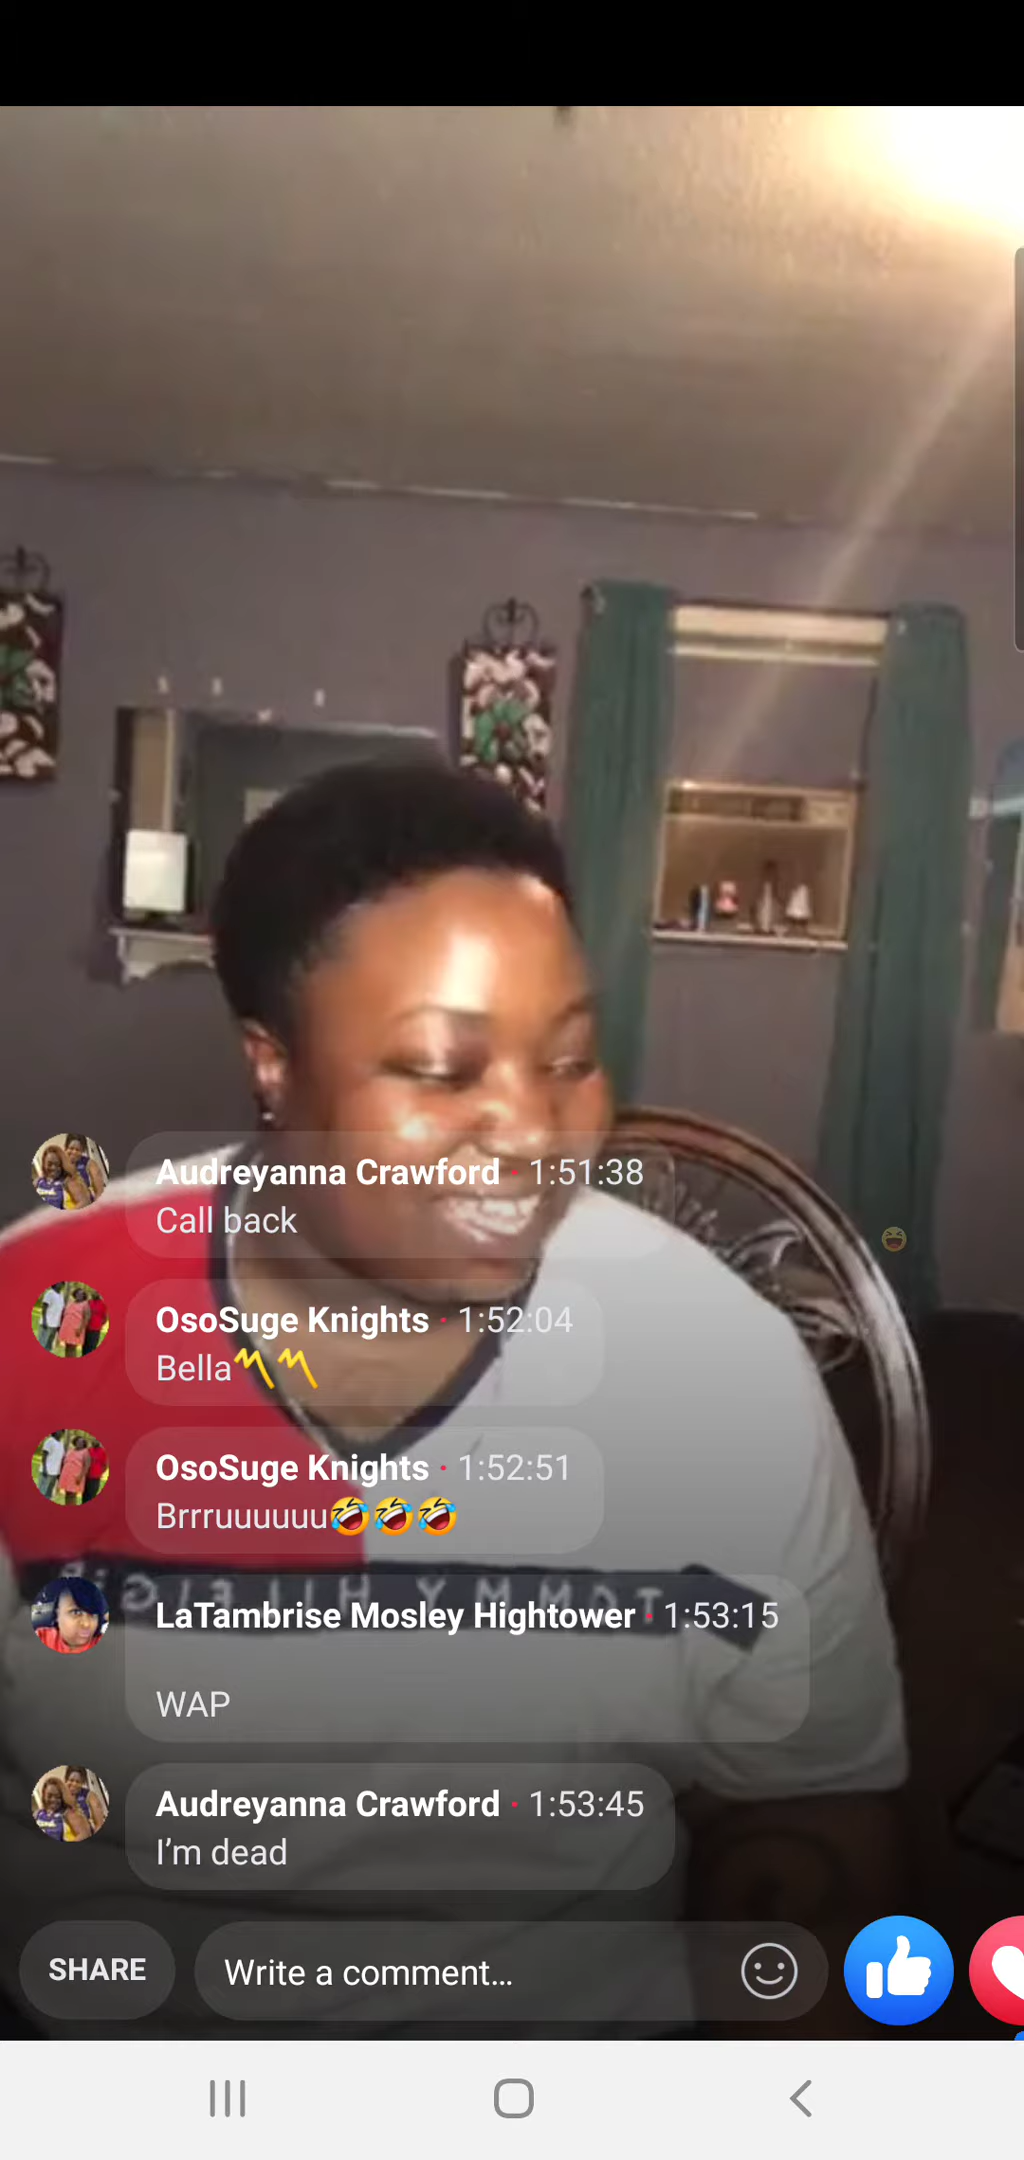 Audreyanna Crawford · 1:51:38
Call back
OsoSuge Knights · 1:52:04
Bella〽️〽️
OsoSuge Knights · 1:52:51
Brrruuuuuu🤣🤣🤣
TOMMY HILFIGER
LaTambrise Mosley Hightower · 1:53:15
WAP
Audreyanna Crawford · 1:53:45
I’m dead
SHARE
Write a comment...